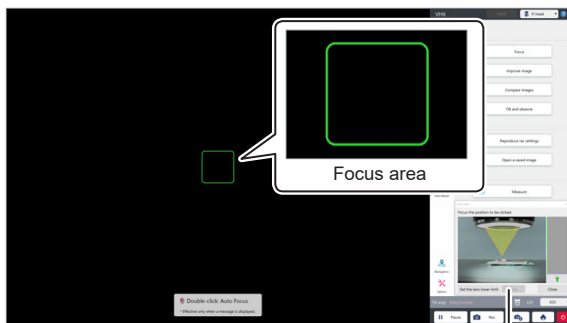 VHX
Focus
Improve image
Compare images
Tilt and observe
Reproduce rec settings
Open a saved image
Measure
Focus the position to be clicked.
Navigation
Option
Set the lens lower limit
Close
Pause
Rec
Focus area
Double-click: Auto Focus
* Effective only when a message is displayed.